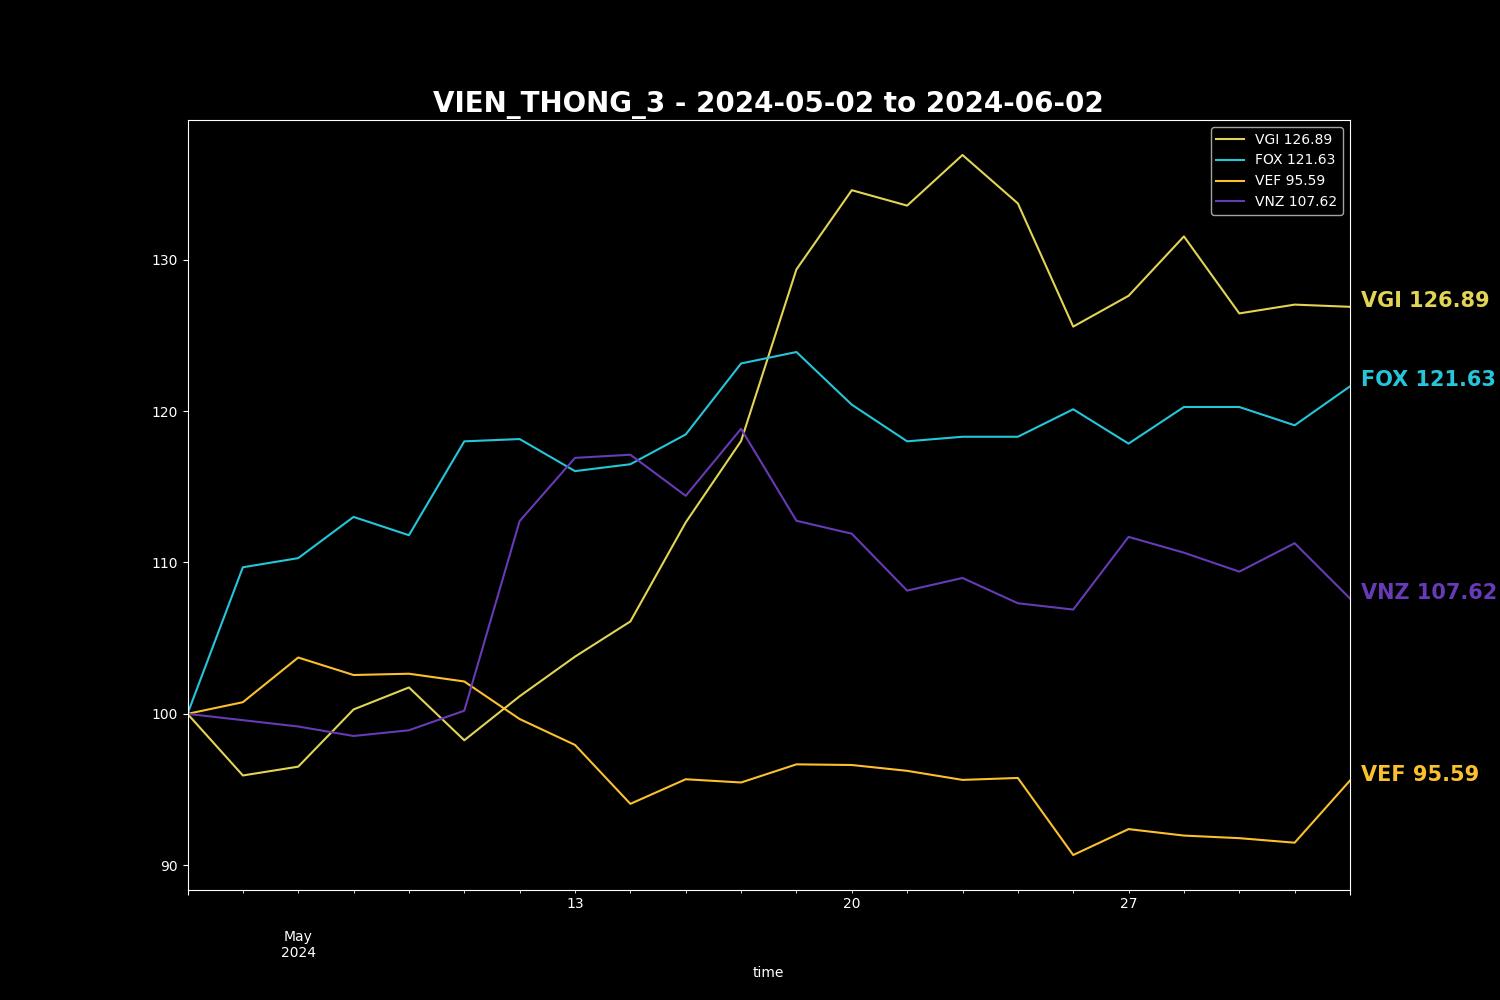 VIEN_THONG_3 - 2024-05-02 to 2024-06-02
VGI 126.89
FOX 121.63
VEF 95.59
VNZ 107.62
130
120
110
100
90
VGI 126.89
FOX 121.63
VNZ 107.62
VEF 95.59
13
20
27
May
2024
time